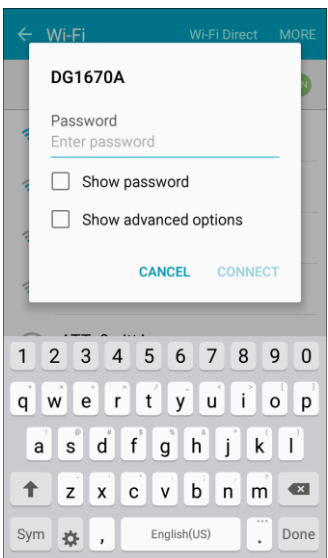 Wi-Fi Wi-Fi Direct MORE
DG1670A
Password
Enter password
Show password
Show advanced options
CANCEL CONNECT
1 2 3 4 5 6 7 8 9 0
q w e r t y u i o p
a s d f g h j k l
z x c v b n m
Sym , English(US) . Done